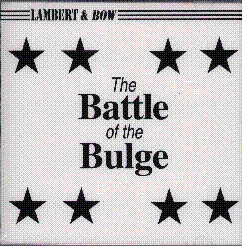 LAMBERT & BOW
The
Battle
of the
Bulge